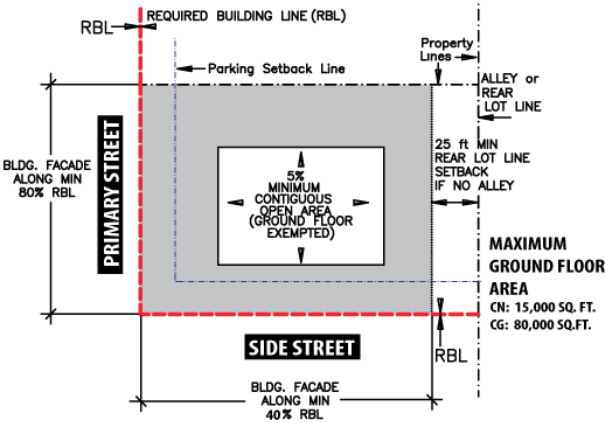 REQUIRED BUILDING LINE (RBL)
RBL
Parking Setback Line
Property
Lines
ALLEY or
REAR
LOT LINE
25 ft MIN
REAR LOT LINE
SETBACK
IF NO ALLEY
BLDG. FACADE
ALONG MIN
80% RBL
PRIMARY STREET
5%
MINIMUM
CONTIGUOUS
OPEN AREA
(GROUND FLOOR
EXEMPTED)
MAXIMUM
GROUND FLOOR
AREA
CN: 15,000 SQ. FT.
CG: 80,000 SQ.FT.
SIDE STREET
RBL
BLDG. FACADE
ALONG MIN
40% RBL